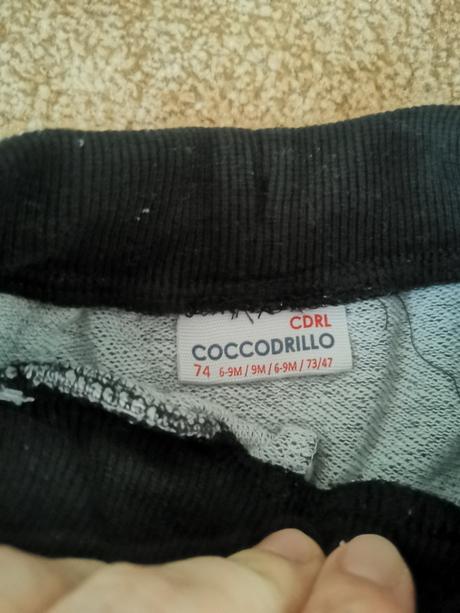 CDRL
COCCODRILLO
74 6-9M / 9M / 6-9M / 73/47